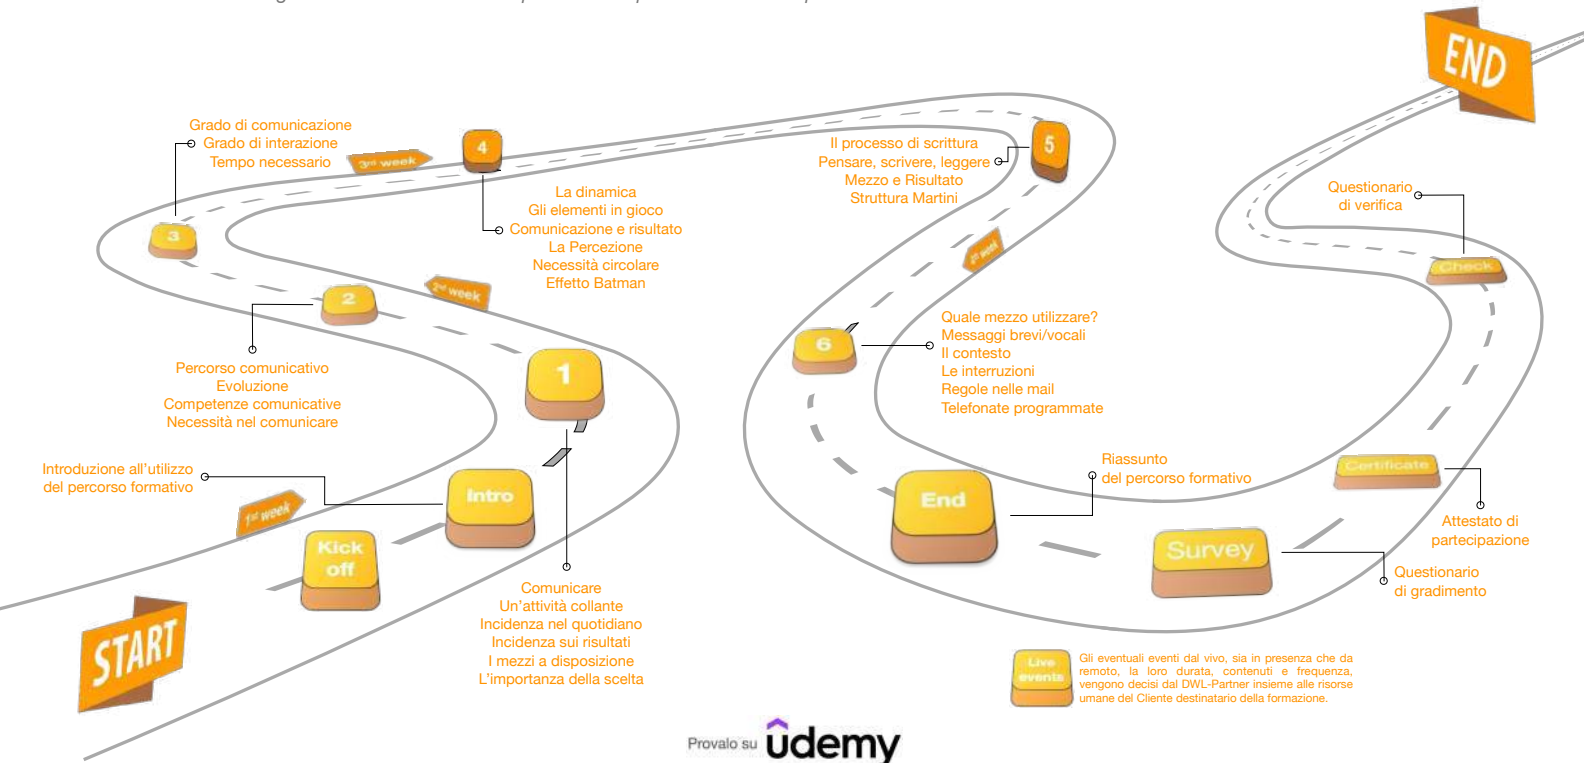 START
Kick
off
1st week
Introduzione all'utilizzo
del percorso formativo
Intro
1
Comunicare
Un'attività collante
Incidenza nel quotidiano
Incidenza sui risultati
I mezzi a disposizione
L'importanza della scelta
2nd week
2
Percorso comunicativo
Evoluzione
Competenze comunicative
Necessità nel comunicare
3
Grado di comunicazione
Grado di interazione
Tempo necessario
3rd week
4
La dinamica
Gli elementi in gioco
Comunicazione e risultato
La Percezione
Necessità circolare
Effetto Batman
5
Il processo di scrittura
Pensare, scrivere, leggere
Mezzo e Risultato
Struttura Martini
week
6
Quale mezzo utilizzare?
Messaggi brevi/vocali
Il contesto
Le interruzioni
Regole nelle mail
Telefonate programmate
End
Riassunto
del percorso formativo
Survey
Questionario
di gradimento
Certificate
Attestato di
partecipazione
Check
Questionario
di verifica
END
Live
events
Gli eventuali eventi dal vivo, sia in presenza che da
remoto, la loro durata, contenuti e frequenza,
vengono decisi dal DWL-Partner insieme alle risorse
umane del Cliente destinatario della formazione.
Provalo su udemy